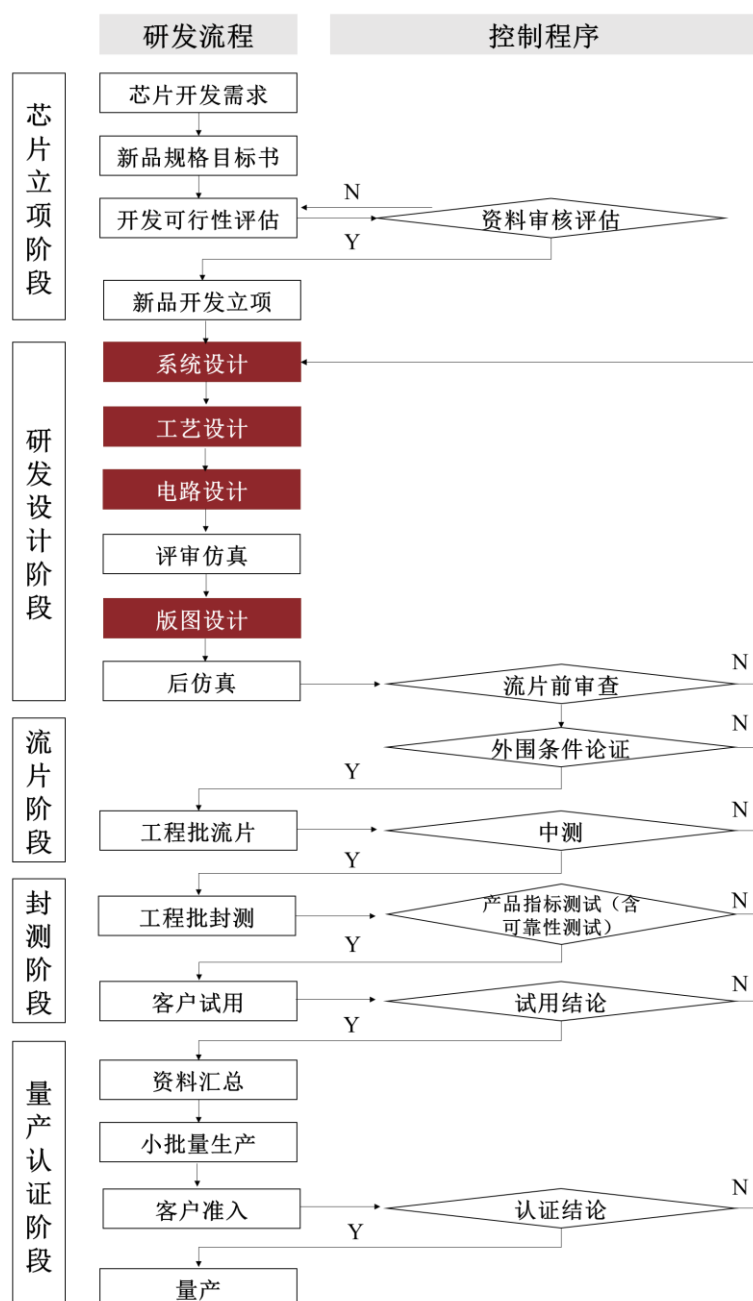 研发流程 控制程序
芯片立项阶段
芯片开发需求
新品规格目标书
N
开发可行性评估 资料审核评估
Y
新品开发立项
研发设计阶段
系统设计
工艺设计
电路设计
评审仿真
版图设计
后仿真 流片前审查 N
流片阶段
外围条件论证 N
Y
工程批流片 中测 N
Y
封测阶段
工程批封测 产品指标测试（含 N
可靠性测试）
Y
客户试用 试用结论 N
Y
量产认证阶段
资料汇总
小批量生产
客户准入 认证结论 N
Y
量产